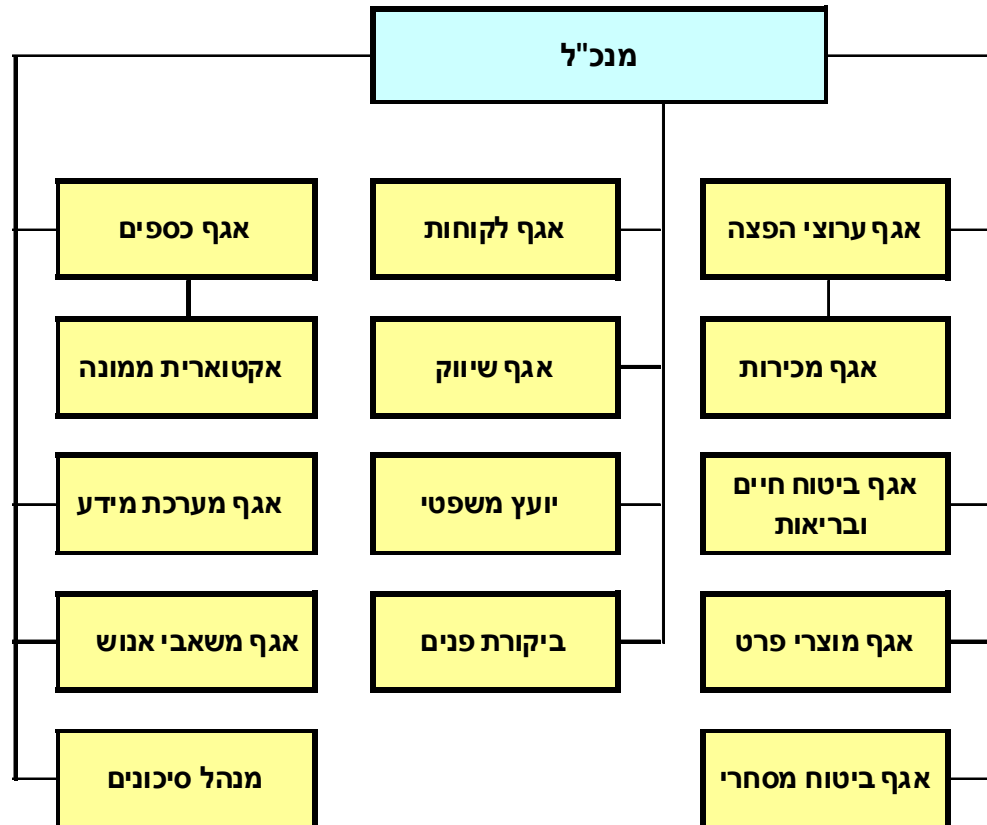 מנכ"ל
אגף ערוצי הפצה
אגף לקוחות
אגף כספים
אגף מכירות
אגף שיווק
אקטוארית ממונה
אגף ביטוח חיים
ובריאות
יועץ משפטי
אגף מערכת מידע
אגף מוצרי פרט
ביקורת פנים
אגף משאבי אנוש
אגף ביטוח מסחרי
מנהל סיכונים